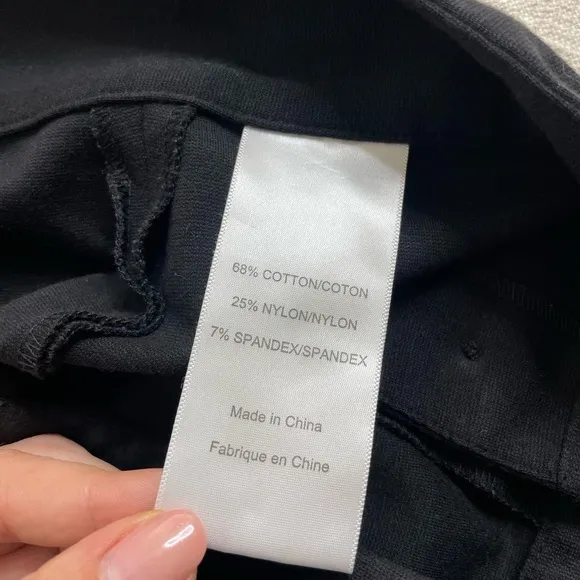 68% COTTON/COTON
25% NYLON/NYLON
7% SPANDEX/SPANDEX
Made in China
Fabrique en Chine